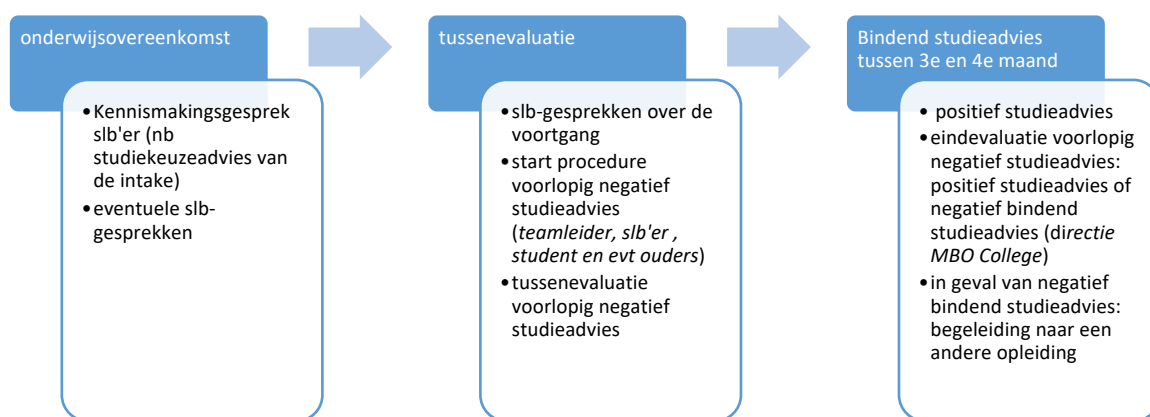 onderwijsovereenkomst
•Kennismakingsgesprek
slb'er (nb
studiekeuzeadvies van
de intake)
•eventuele slb-
gesprekken
tussenevaluatie
•slb-gesprekken over de
voortgang
•start procedure
voorlopig negatief
studieadvies
(teamleider, slb'er ,
student en evt ouders)
•tussenevaluatie
voorlopig negatief
studieadvies
Bindend studieadvies
tussen 3e en 4e maand
• positief studieadvies
•eindevaluatie voorlopig
negatief studieadvies:
positief studieadvies of
negatief bindend
studieadvies (directie
MBO College)
•in geval van negatief
bindend studieadvies:
begeleiding naar een
andere opleiding